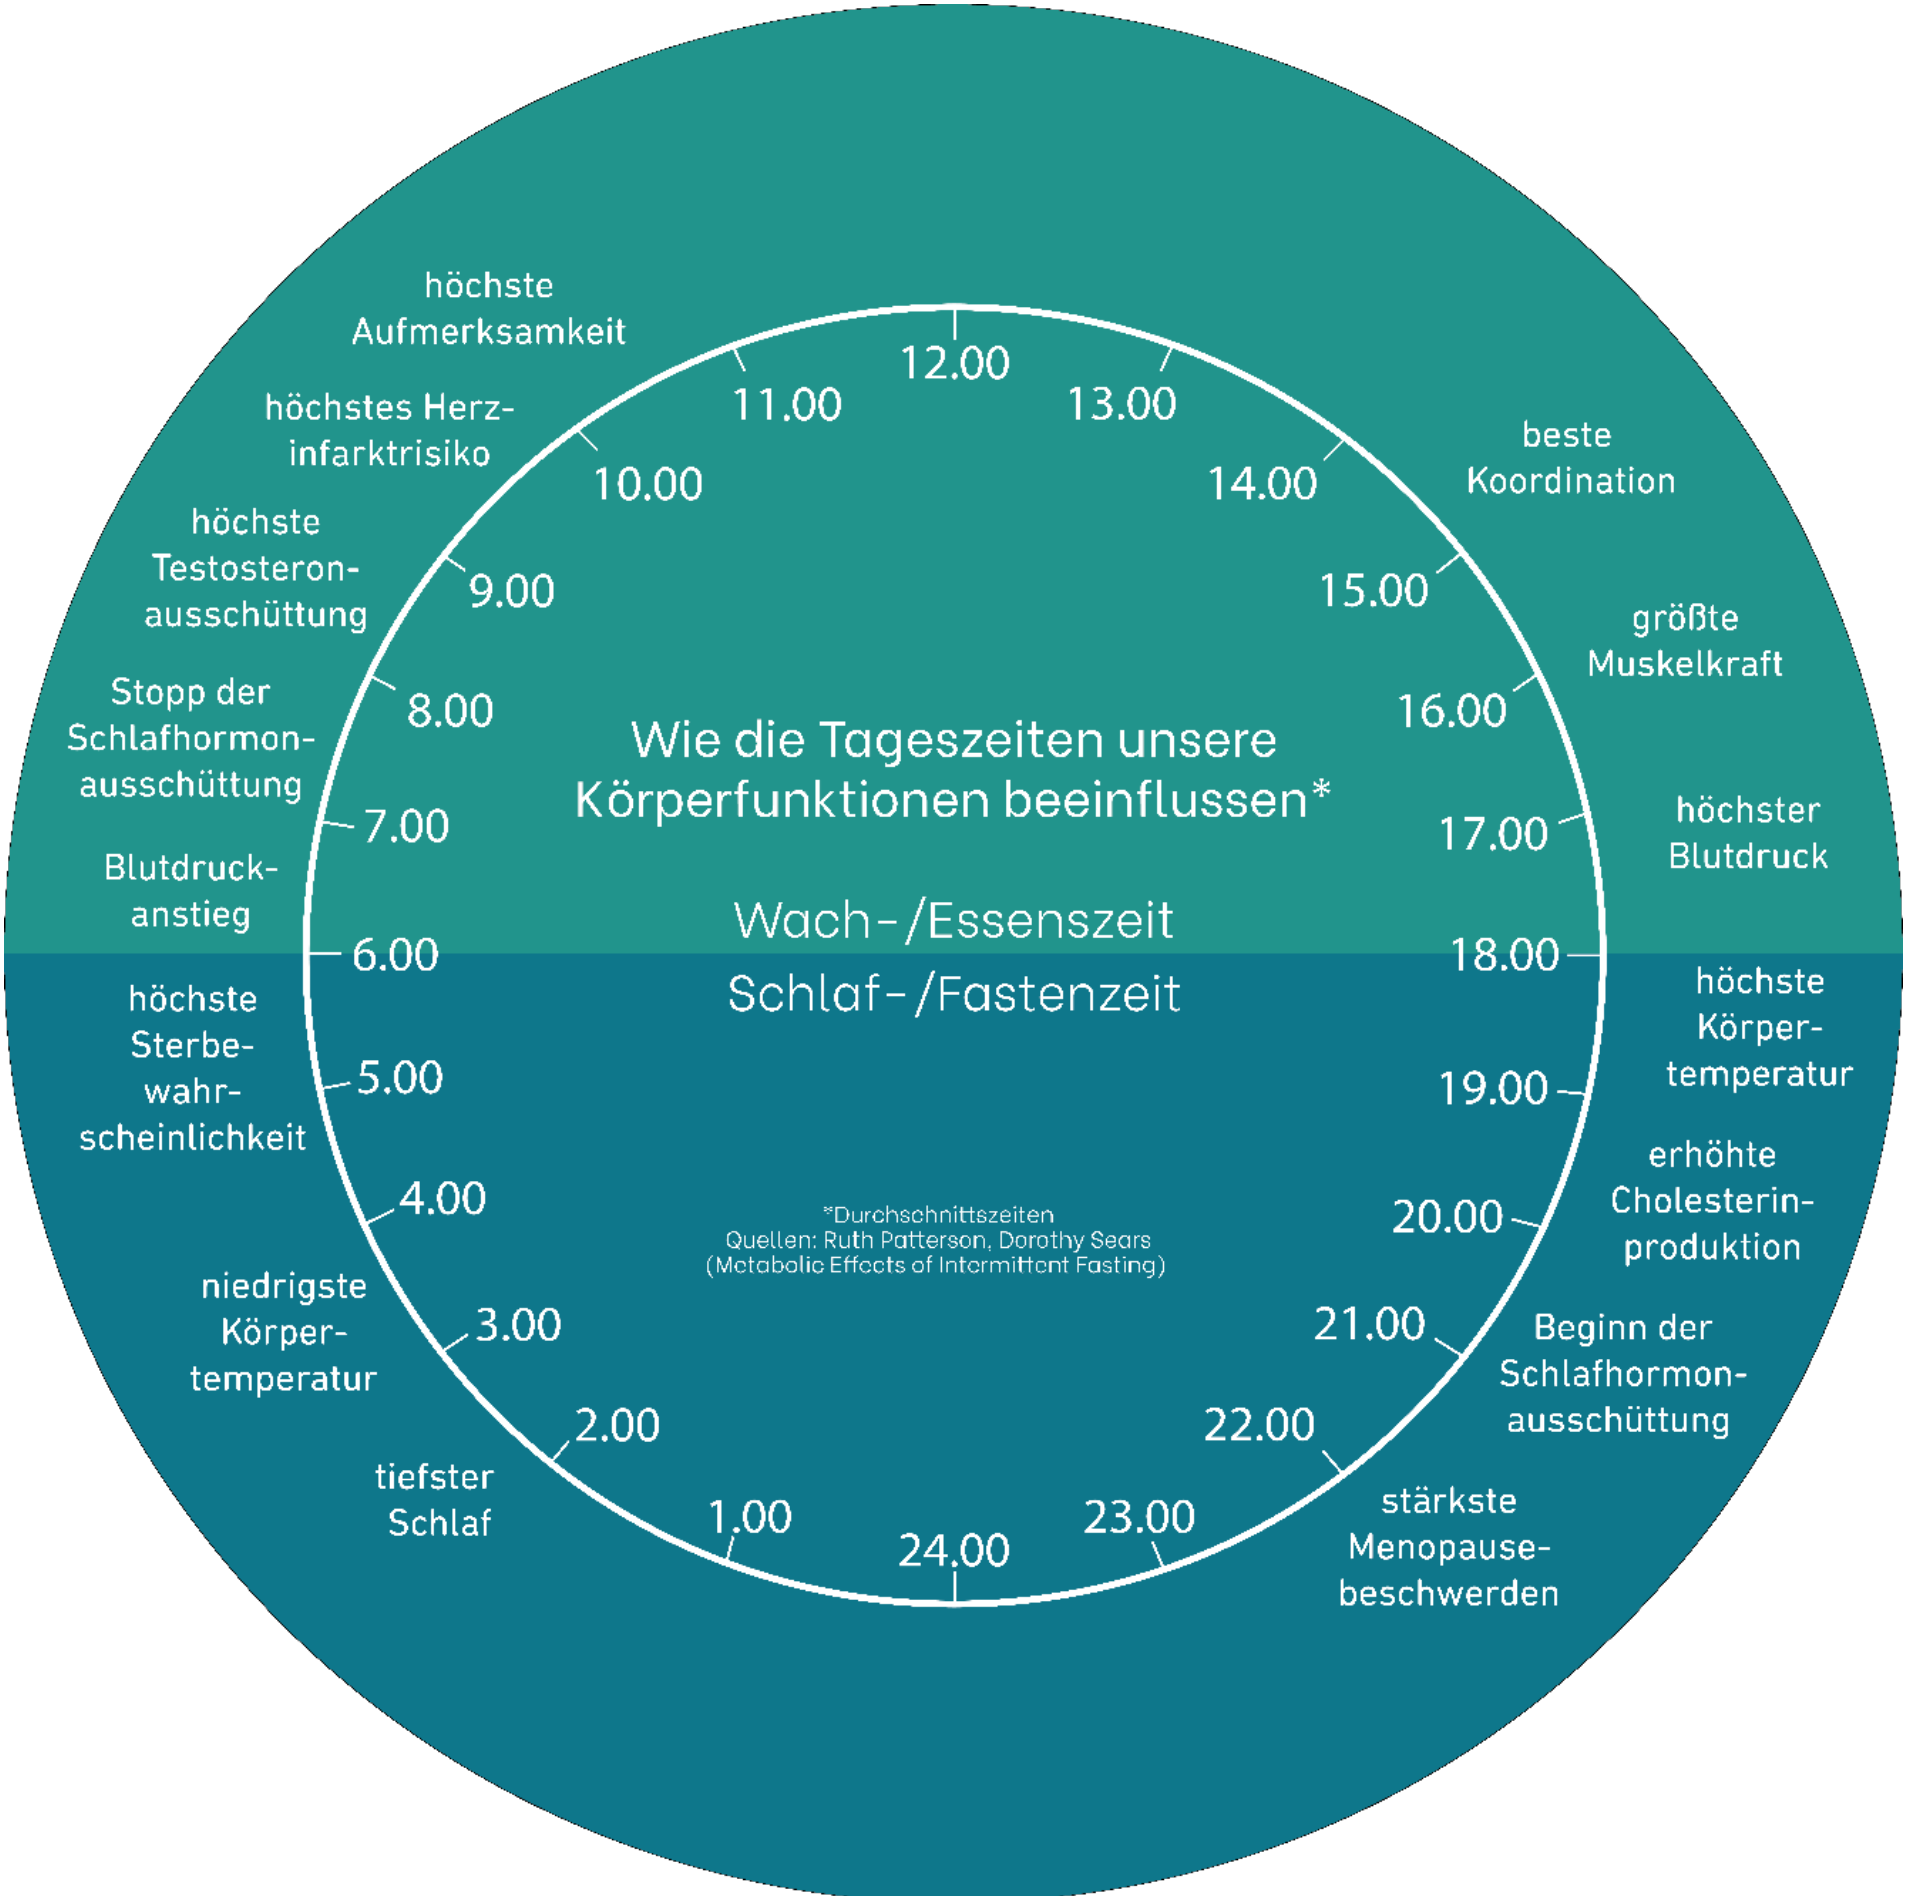 höchste
Aufmerksamkeit
höchstes Herz-
infarktrisiko
höchste
Testosteron-
ausschüttung
Stopp der
Schlafhormon-
ausschüttung
Blutdruck-
anstieg
höchste
Sterbe-
wahr-
scheinlichkeit
niedrigste
Körper-
temperatur
tiefster
Schlaf
12.00
13.00
14.00
15.00
16.00
17.00
18.00
19.00
20.00
21.00
22.00
23.00
24.00
1.00
2.00
3.00
4.00
5.00
6.00
7.00
8.00
9.00
10.00
11.00
Wie die Tageszeiten unsere
Körperfunktionen beeinflussen*
Wach-/Essenszeit
Schlaf-/Fastenzeit
*Durchschnittszeiten
Quellen: Ruth Patterson, Dorothy Sears
(Metabolic Effects of Intermittent Fasting)
beste
Koordination
größte
Muskelkraft
höchster
Blutdruck
höchste
Körper-
temperatur
erhöhte
Cholesterin-
produktion
Beginn der
Schlafhormon-
ausschüttung
stärkste
Menopause-
beschwerden